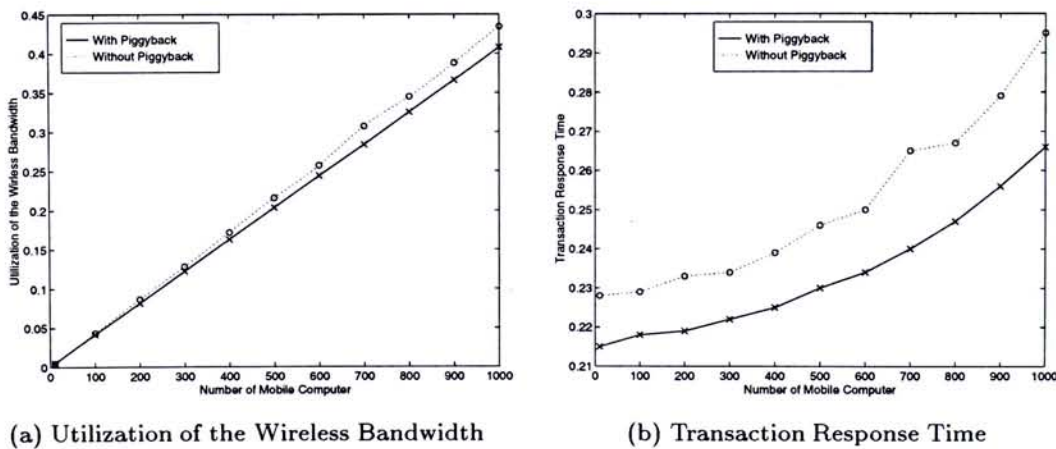 0.45
0.4
0.35
0.3
0.25
0.2
0.15
0.1
0.05
0
Utilization of the Wirless Bandwidth
With Piggyback
Without Piggyback
100 200 300 400 500 600 700 800 900 1000
Number of Mobile Computer
(a) Utilization of the Wireless Bandwidth
0.3
0.29
0.28
0.27
0.26
0.25
0.24
0.23
0.22
0.21
Transaction Response Time
With Piggyback
Without Piggyback
0 100 200 300 400 500 600 700 800 900 1000
Number of Mobile Computer
(b) Transaction Response Time